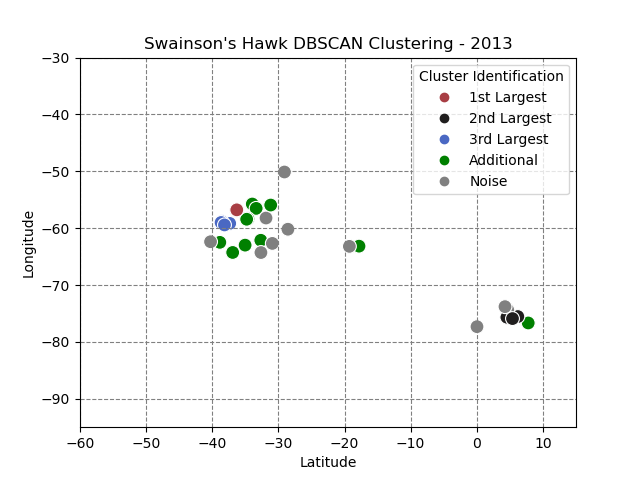 Swainson's Hawk DBSCAN Clustering - 2013
Cluster Identification
1st Largest
2nd Largest
3rd Largest
Additional
Noise
Longitude
−30
−40
−50
−60
−70
−80
−90
−60 −50 −40 −30 −20 −10 0 10
Latitude